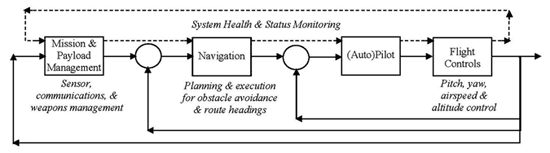 System Health & Status Monitoring
Mission &
Payload
Management
Navigation
(Auto)Pilot
Flight
Controls
Sensor,
communications, &
weapons management
Planning & execution
for obstacle avoidance
& route headings
Pitch, yaw,
airspeed &
altitude control